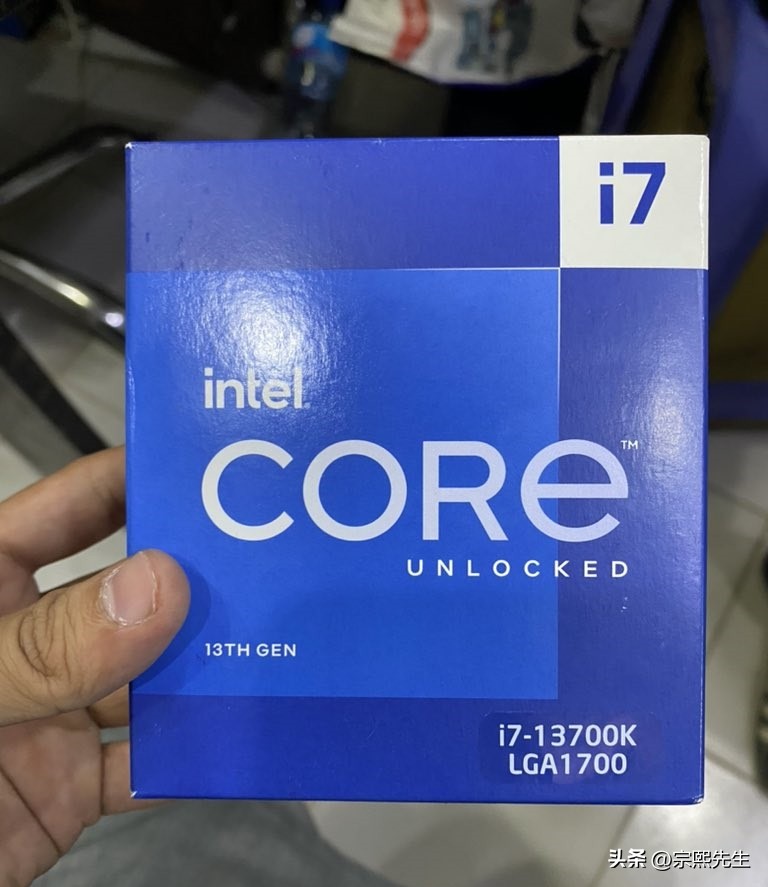 i7
intel.
CORE™
UNLOCKED
13TH GEN
i7-13700K
LGA1700
头条 @宗熙先生